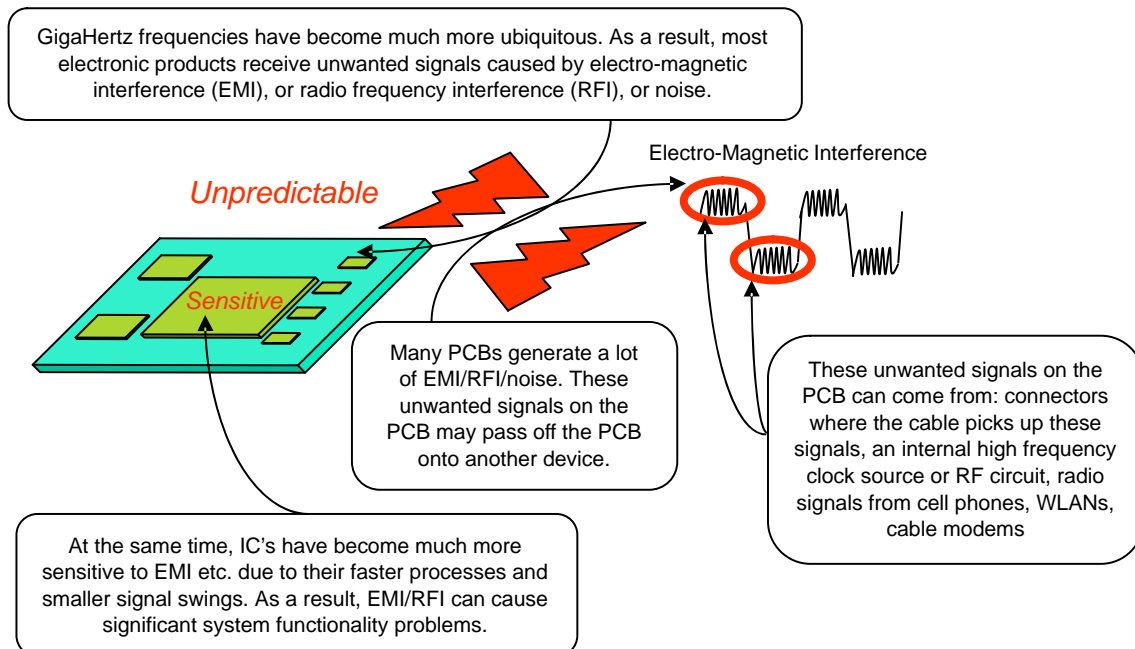 GigaHertz frequencies have become much more ubiquitous. As a result, most
electronic products receive unwanted signals caused by electro-magnetic
interference (EMI), or radio frequency interference (RFI), or noise.
Electro-Magnetic Interference
Unpredictable
Sensitive
Many PCBs generate a lot
of EMI/RFI/noise. These
unwanted signals on the
PCB may pass off the PCB
onto another device.
These unwanted signals on the
PCB can come from: connectors
where the cable picks up these
signals, an internal high frequency
clock source or RF circuit, radio
signals from cell phones, WLANs,
cable modems
At the same time, IC's have become much more
sensitive to EMI etc. due to their faster processes and
smaller signal swings. As a result, EMI/RFI can cause
significant system functionality problems.